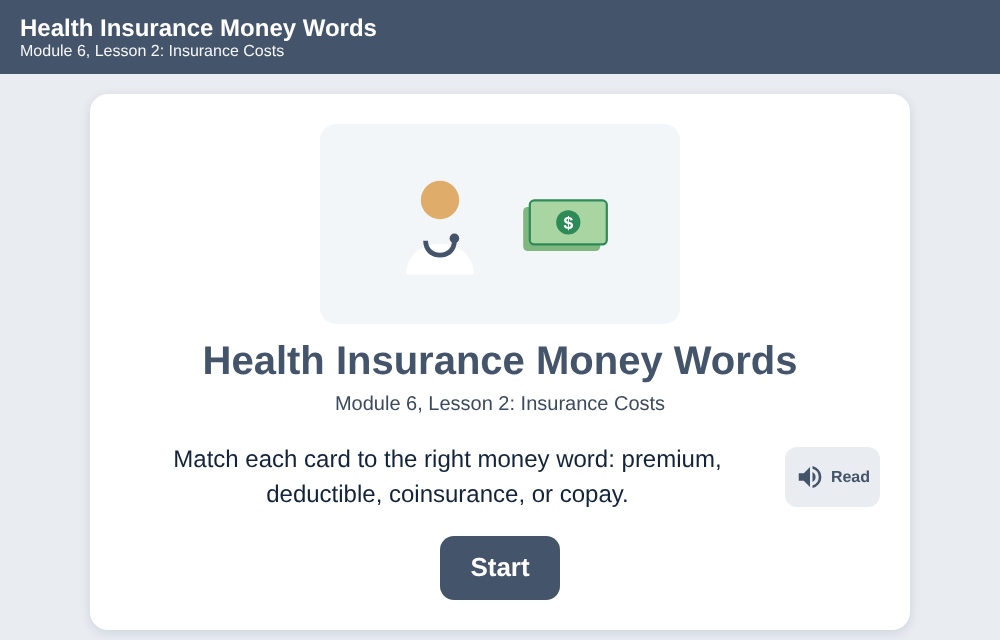 Health Insurance Money Words
Module 6, Lesson 2: Insurance Costs
$
Health Insurance Money Words
Module 6, Lesson 2: Insurance Costs
Match each card to the right money word: premium,
deductible, coinsurance, or copay.
Read
Start